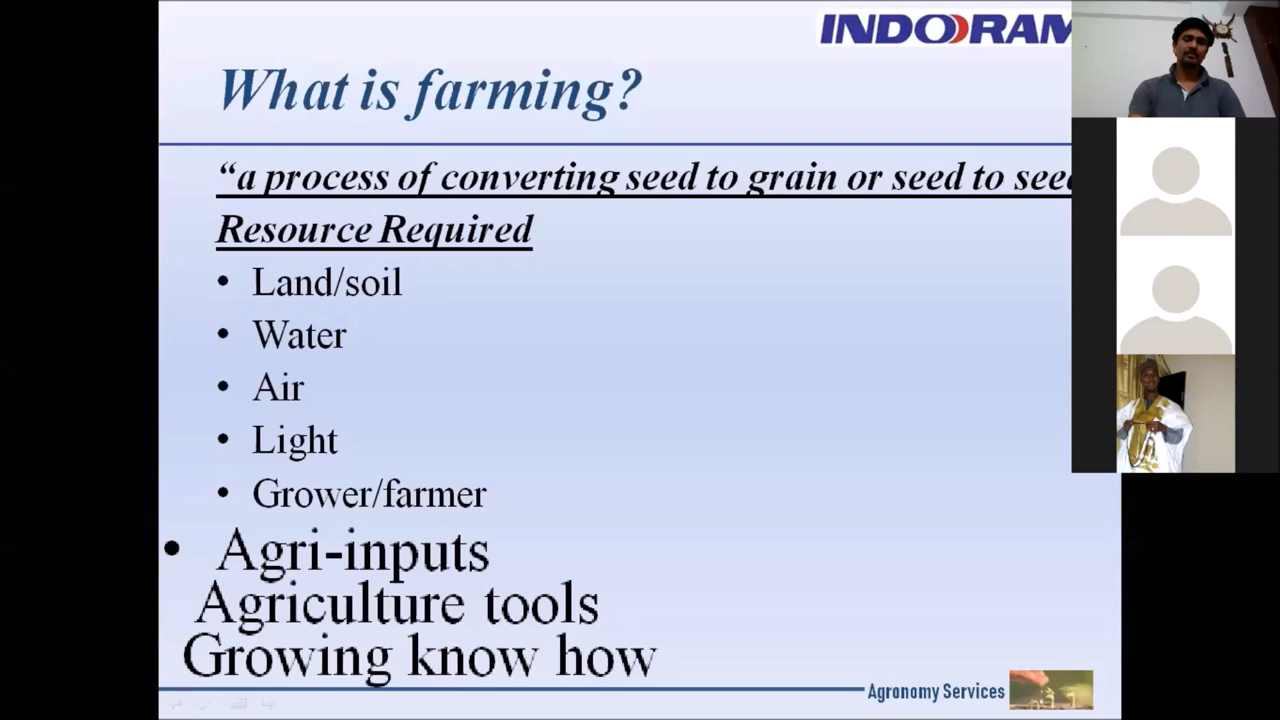 INDORAM
What is farming?
“a process of converting seed to grain or seed to seed
Resource Required
• Land/soil
• Water
• Air
• Light
• Grower/farmer
• Agri-inputs
Agriculture tools
Growing know how
Agronomy Services